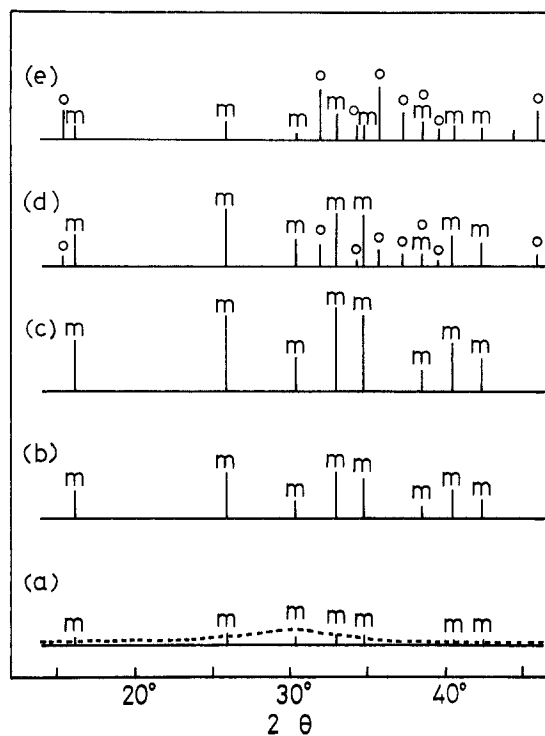 (e)
o m m m o m o m m o o m o o m m o
(d)
o m m m o m o m o o o m o m m o
(c)
m m m m m m m m
(b)
m m m m m m m m
(a)
m m m m m m m
20° 30° 40°
2 θ